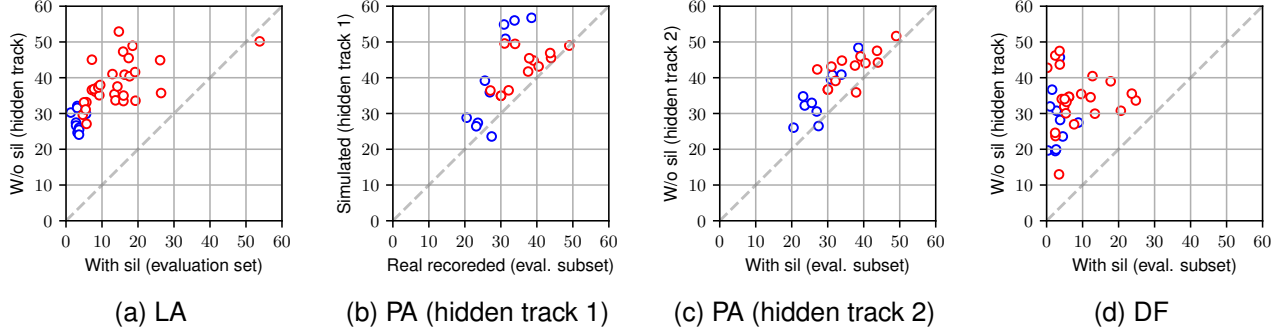 60
50
40
30
20
10
0
W/o sil (hidden track)
0 10 20 30 40 50 60
With sil (evaluation set)
(a) LA
60
50
40
30
20
10
0
Simulated (hidden track 1)
0 10 20 30 40 50 60
Real recoreded (eval. subset)
(b) PA (hidden track 1)
60
50
40
30
20
10
0
W/o sil (hidden track 2)
0 10 20 30 40 50 60
With sil (eval. subset)
(c) PA (hidden track 2)
60
50
40
30
20
10
0
W/o sil (hidden track)
0 10 20 30 40 50 60
With sil (eval. subset)
(d) DF